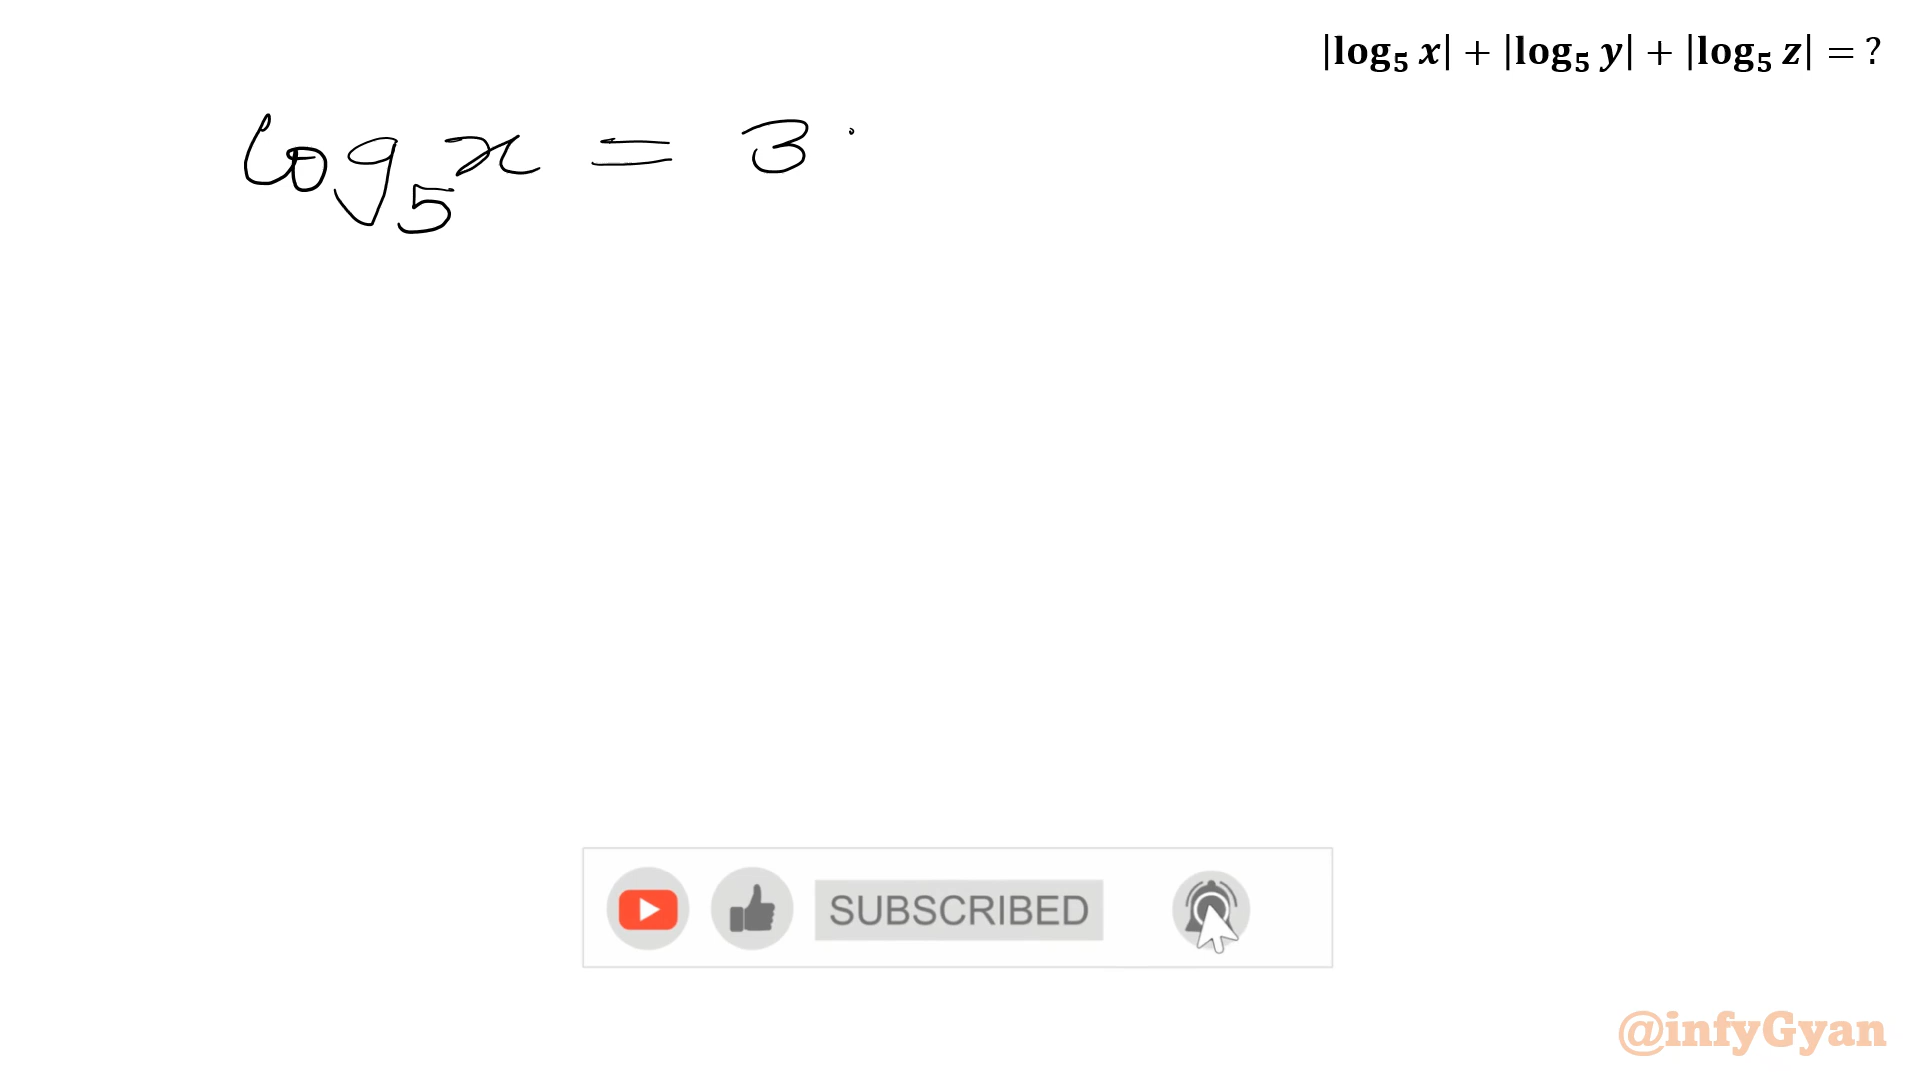 |log₅ x| + |log₅ y| + |log₅ z| = ?
log₅x = 3
SUBSCRIBED
@infyGyan